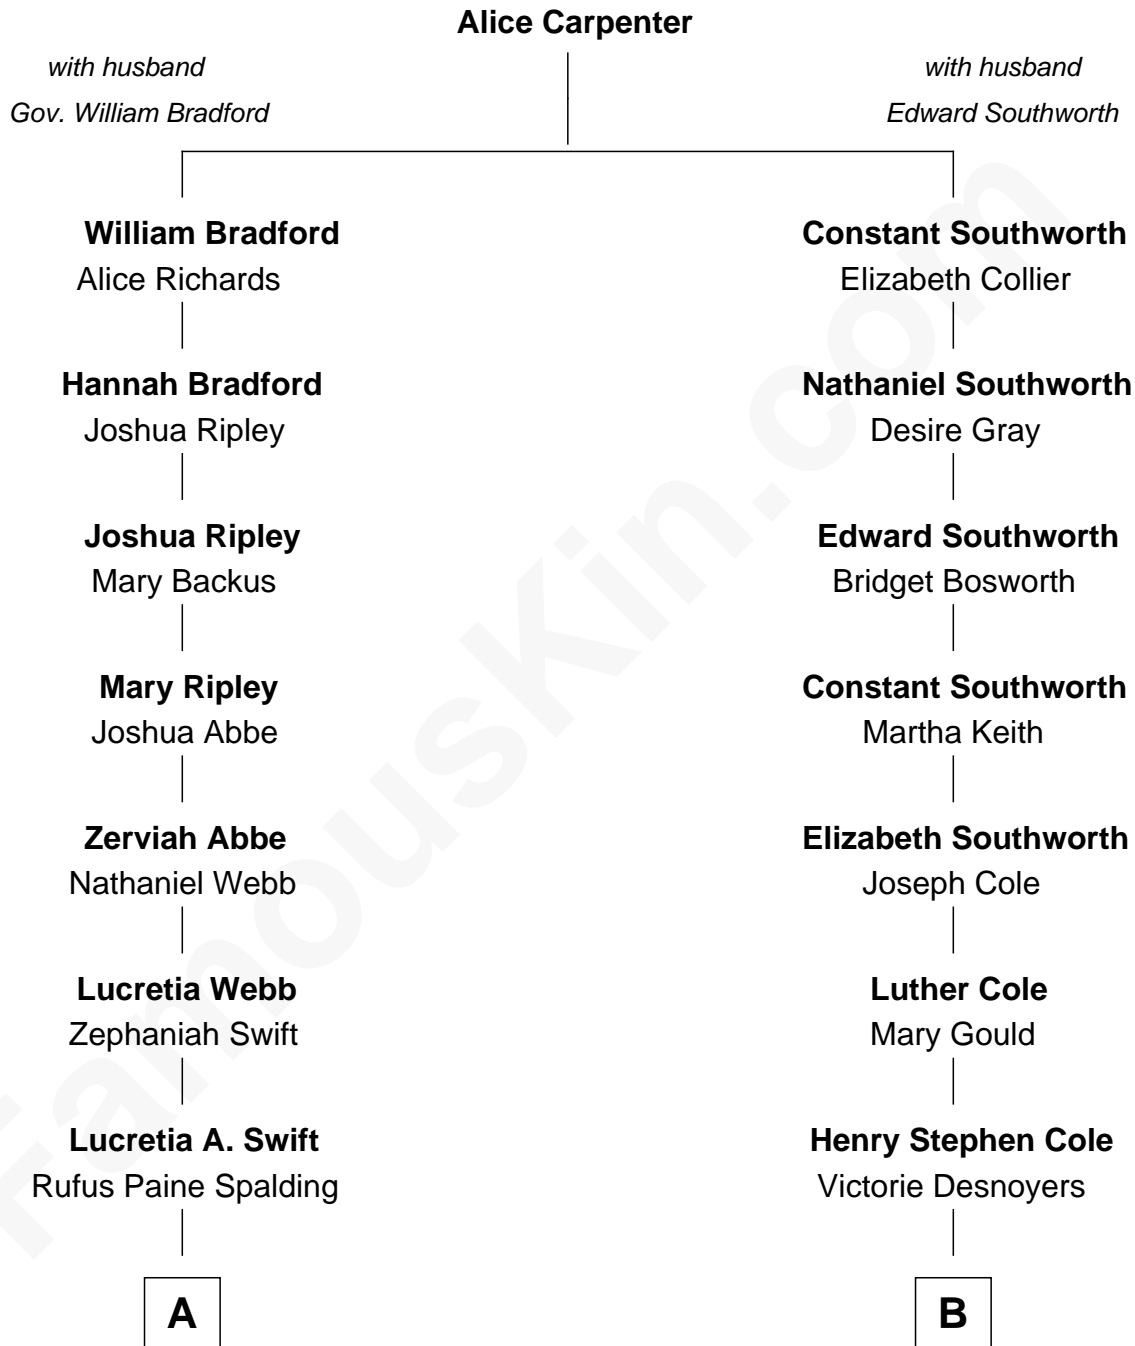 Alice Carpenter
with husband
Gov. William Bradford
with husband
Edward Southworth
William Bradford
Alice Richards
Constant Southworth
Elizabeth Collier
Hannah Bradford
Joshua Ripley
Nathaniel Southworth
Desire Gray
Joshua Ripley
Mary Backus
Edward Southworth
Bridget Bosworth
Mary Ripley
Joshua Abbe
Constant Southworth
Martha Keith
Zerviah Abbe
Nathaniel Webb
Elizabeth Southworth
Joseph Cole
Lucretia Webb
Zephaniah Swift
Luther Cole
Mary Gould
Lucretia A. Swift
Rufus Paine Spalding
Henry Stephen Cole
Victorie Desnoyers
A
B
FamousKin.com